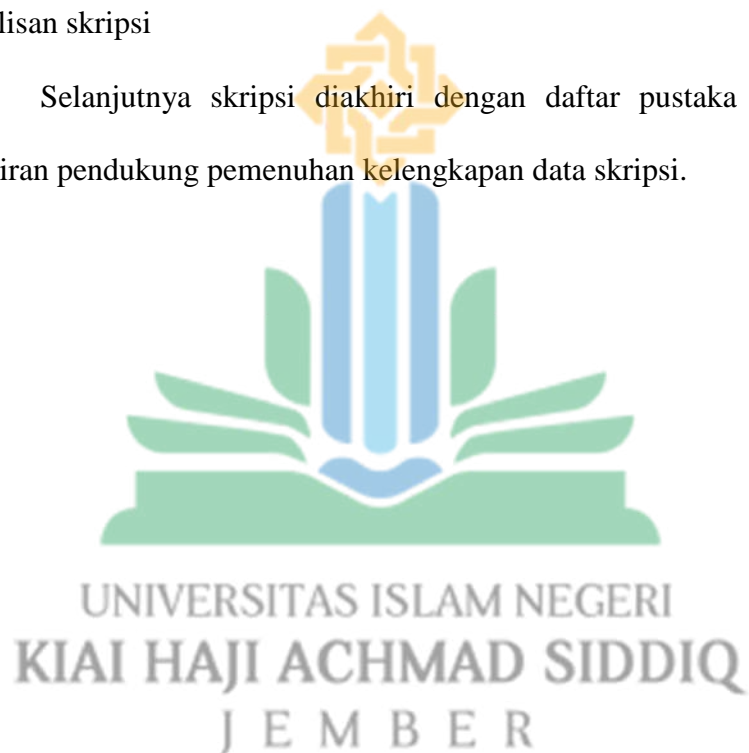 lisan skripsi
Selanjutnya skripsi diakhiri dengan daftar pustaka
iran pendukung pemenuhan kelengkapan data skripsi.
UNIVERSITAS ISLAM NEGERI
KIAI HAJI ACHMAD SIDDIQ
JEMBER